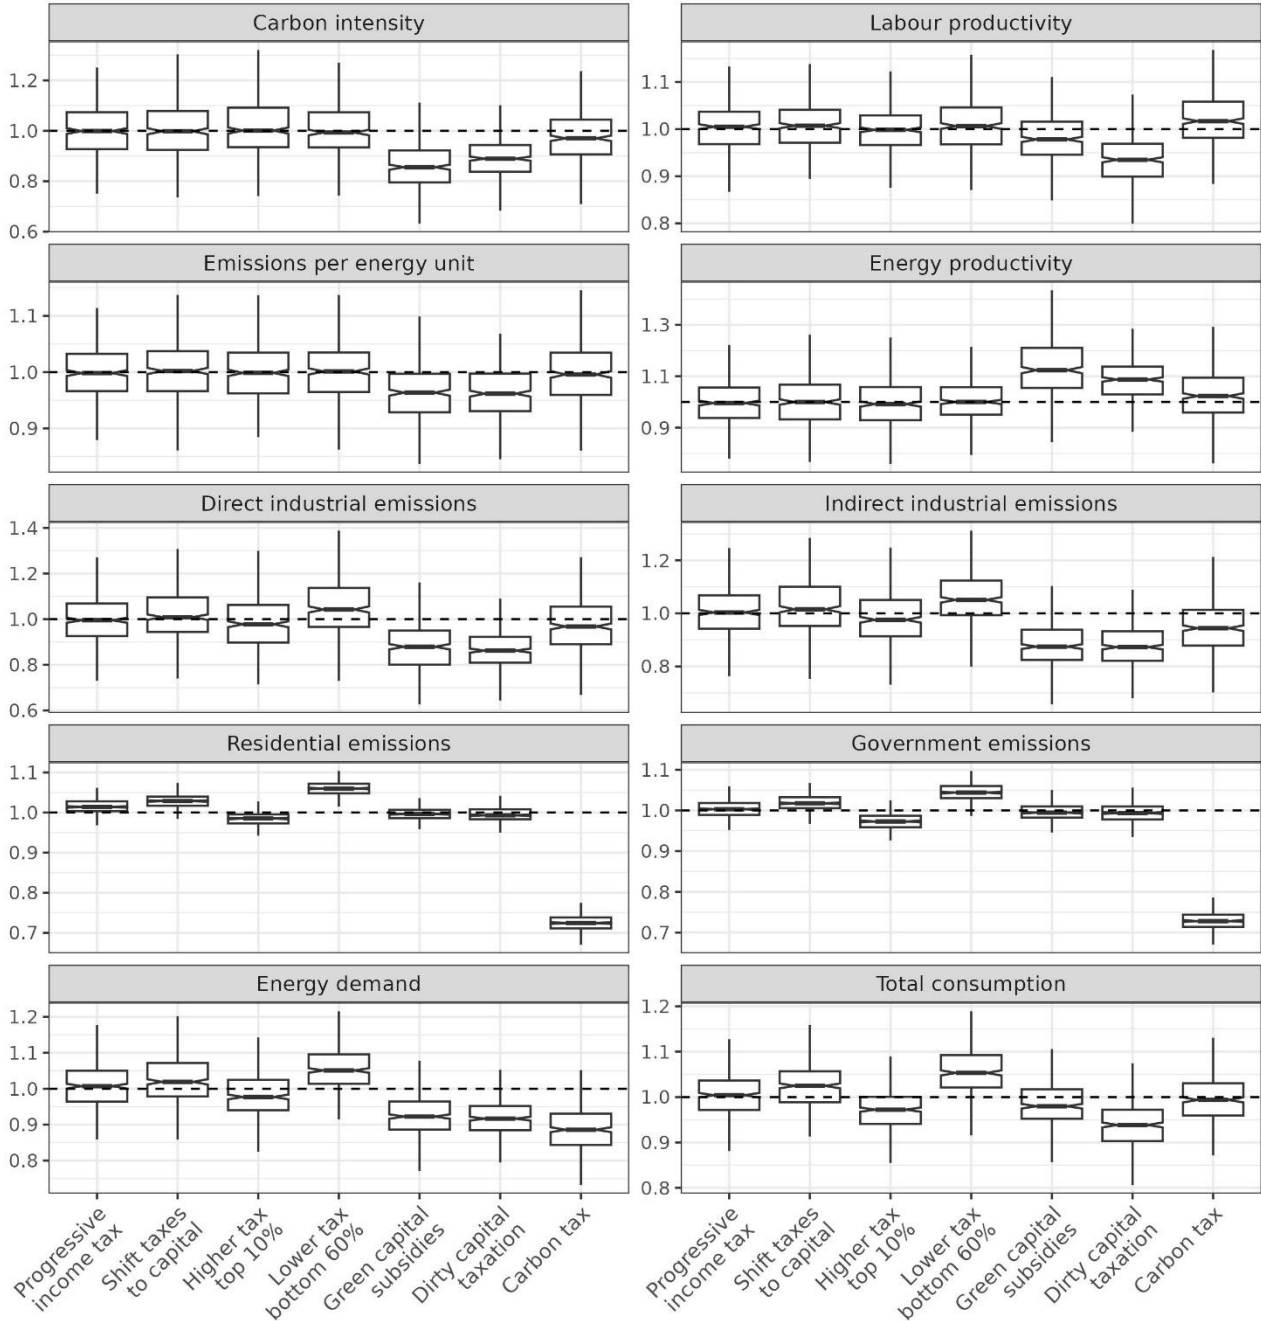 Carbon intensity
Labour productivity
1.2
1.0
0.8
0.6
1.1
1.0
0.9
0.8
Emissions per energy unit
Energy productivity
1.1
1.0
0.9
1.3
1.1
1.0
0.9
Direct industrial emissions
Indirect industrial emissions
1.4
1.2
1.0
0.8
0.6
1.2
1.0
0.8
Residential emissions
Government emissions
1.1
1.0
0.9
0.8
0.7
1.1
1.0
0.9
0.8
0.7
Energy demand
Total consumption
1.2
1.1
1.0
0.9
0.8
1.2
1.1
1.0
0.9
0.8
Progressive
income tax
Shift taxes
to capital
Higher tax
top 10%
Lower tax
bottom 60%
Green capital
subsidies
Dirty capital
taxation
Carbon tax
Progressive
income tax
Shift taxes
to capital
Higher tax
top 10%
Lower tax
bottom 60%
Green capital
subsidies
Dirty capital
taxation
Carbon tax